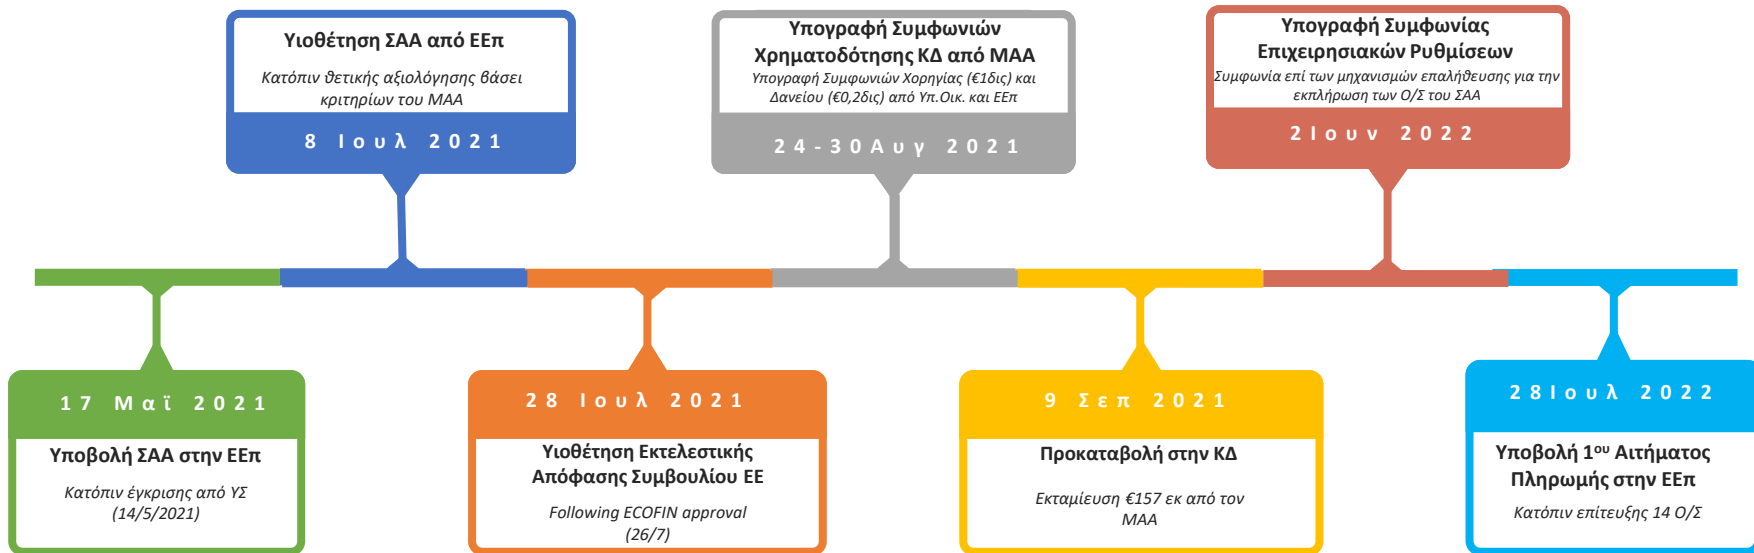 Υιοθέτηση ΣΑΑ από ΕΕπ
Κατόπιν θετικής αξιολόγησης βάσει
κριτηρίων του ΜΑΑ
8 Ιουλ 2021
Υπογραφή Συμφωνιών
Χρηματοδότησης ΚΔ από ΜΑΑ
Υπογραφή Συμφωνιών Χορηγίας (€1δις) και
Δανείου (€0,2δις) από Υπ.Οικ. και ΕΕπ
24-30Αυγ 2021
Υπογραφή Συμφωνίας
Επιχειρησιακών Ρυθμίσεων
Συμφωνία επί των μηχανισμών επαλήθευσης για την
εκπλήρωση των Ο/Σ του ΣΑΑ
2Ιουν 2022
17 Μαϊ 2021
Υποβολή ΣΑΑ στην ΕΕπ
Κατόπιν έγκρισης από ΥΣ
(14/5/2021)
28 Ιουλ 2021
Υιοθέτηση Εκτελεστικής
Απόφασης Συμβουλίου ΕΕ
Following ECOFIN approval
(26/7)
9 Σεπ 2021
Προκαταβολή στην ΚΔ
Εκταμίευση €157 εκ από τον
ΜΑΑ
28Ιουλ 2022
Υποβολή 1ου Αιτήματος
Πληρωμής στην ΕΕπ
Κατόπιν επίτευξης 14 Ο/Σ